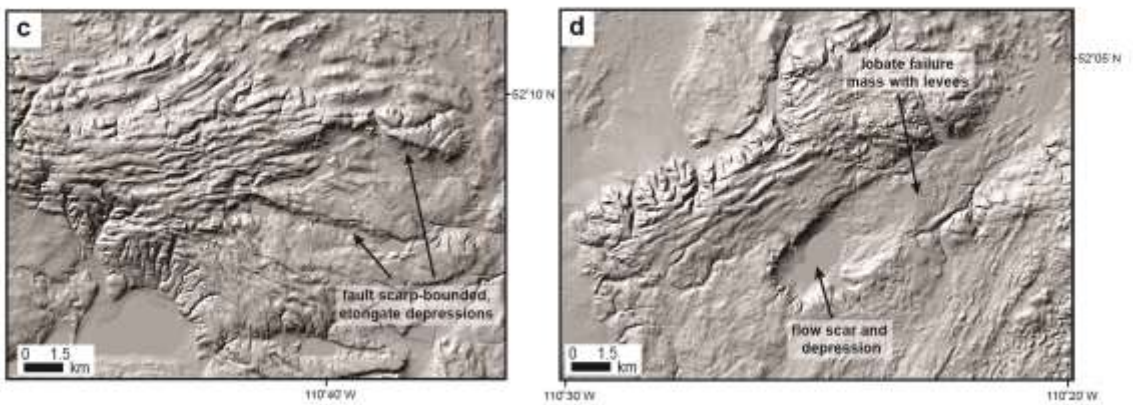 c
52°10'
fault scarp-bounded,
elongate depressions
0 1.5
km
110°40' W
d
52°05'
lobate failure
mass with levees
flow scar and
depression
0 1.5
km
110°30' W
110°20' W